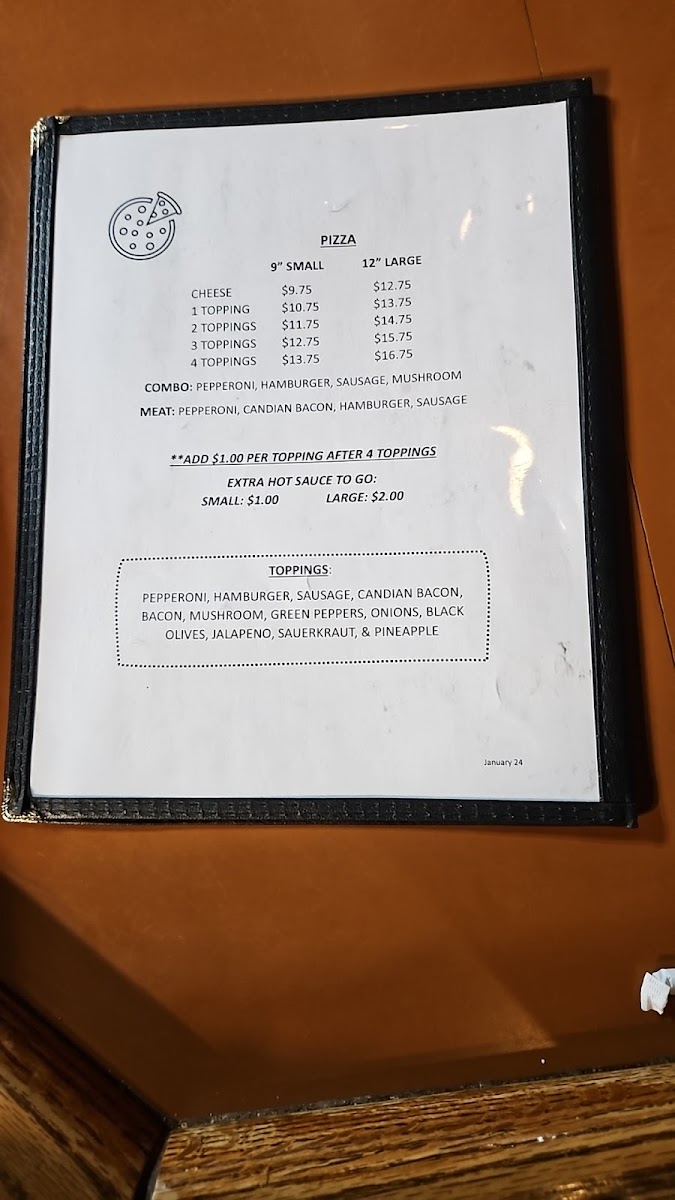 PIZZA
9" SMALL 12" LARGE
CHEESE $9.75 $12.75
1 TOPPING $10.75 $13.75
2 TOPPINGS $11.75 $14.75
3 TOPPINGS $12.75 $15.75
4 TOPPINGS $13.75 $16.75
COMBO: PEPPERONI, HAMBURGER, SAUSAGE, MUSHROOM
MEAT: PEPPERONI, CANDIAN BACON, HAMBURGER, SAUSAGE
**ADD $1.00 PER TOPPING AFTER 4 TOPPINGS
EXTRA HOT SAUCE TO GO:
SMALL: $1.00 LARGE: $2.00
TOPPINGS:
PEPPERONI, HAMBURGER, SAUSAGE, CANDIAN BACON,
BACON, MUSHROOM, GREEN PEPPERS, ONIONS, BLACK
OLIVES, JALAPENO, SAUERKRAUT, & PINEAPPLE
January 24